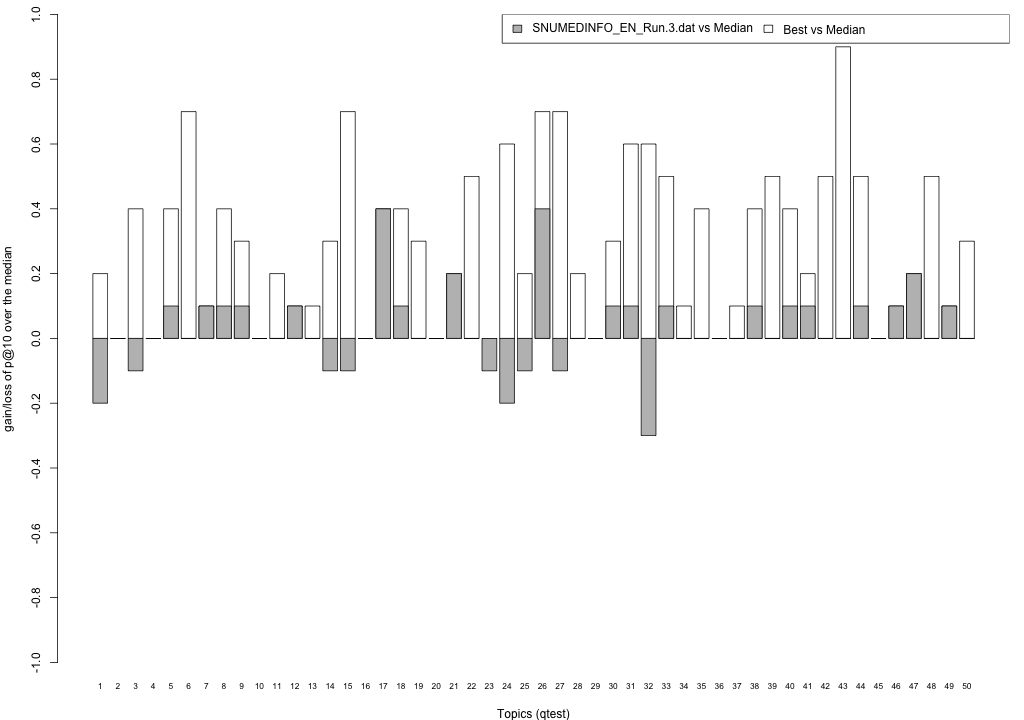 SNUMEDINFO_EN_Run.3.dat vs Median Best vs Median
1.0
0.8
0.6
0.4
0.2
0.0
-0.2
-0.4
-0.6
-0.8
-1.0
gain/loss of p@10 over the median
1 2 3 4 5 6 7 8 9 10 11 12 13 14 15 16 17 18 19 20 21 22 23 24 25 26 27 28 29 30 31 32 33 34 35 36 37 38 39 40 41 42 43 44 45 46 47 48 49 50
Topics (qtest)